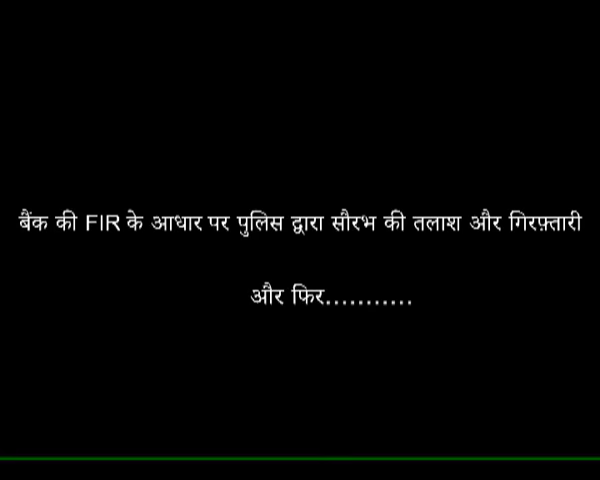 बैंक की FIR के आधार पर पुलिस द्वारा सौरभ की तलाश और गिरफ़्तारी
और फिर...........